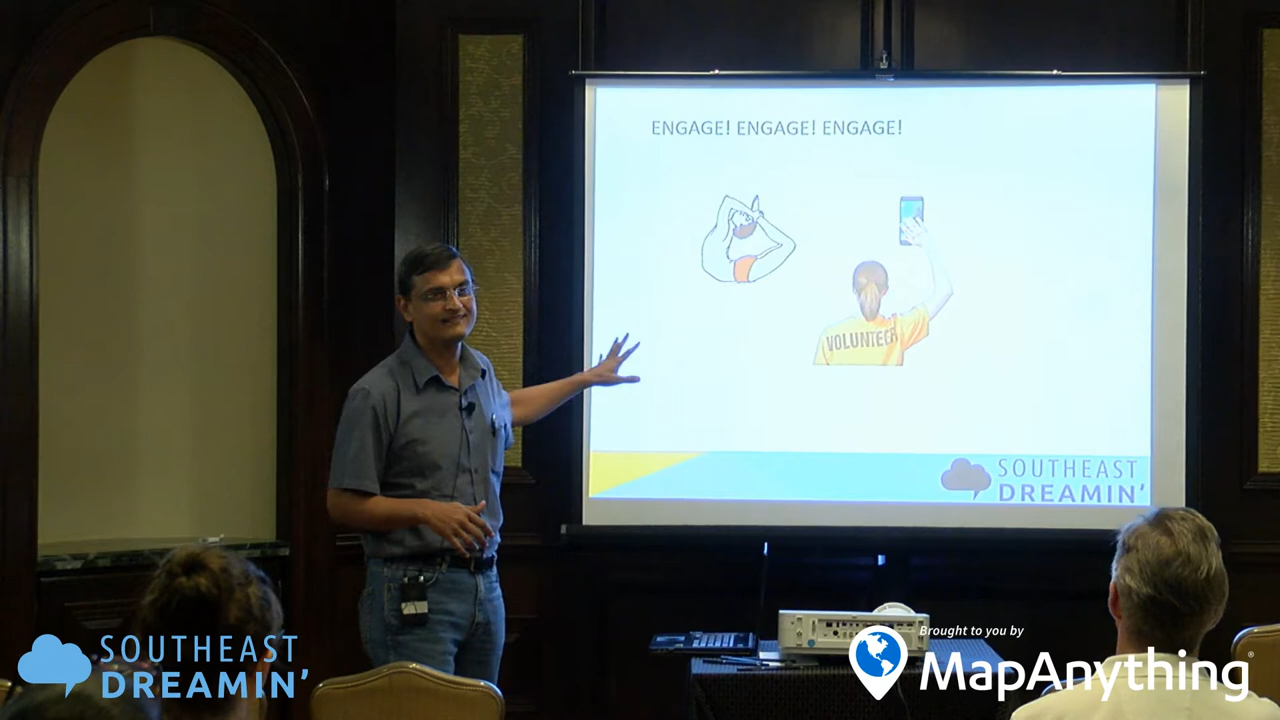 ENGAGE! ENGAGE! ENGAGE!
VOLUNTEER
SOUTHEAST
DREAMIN'
SOUTHEAST
DREAMIN'
Brought to you by
MapAnything®